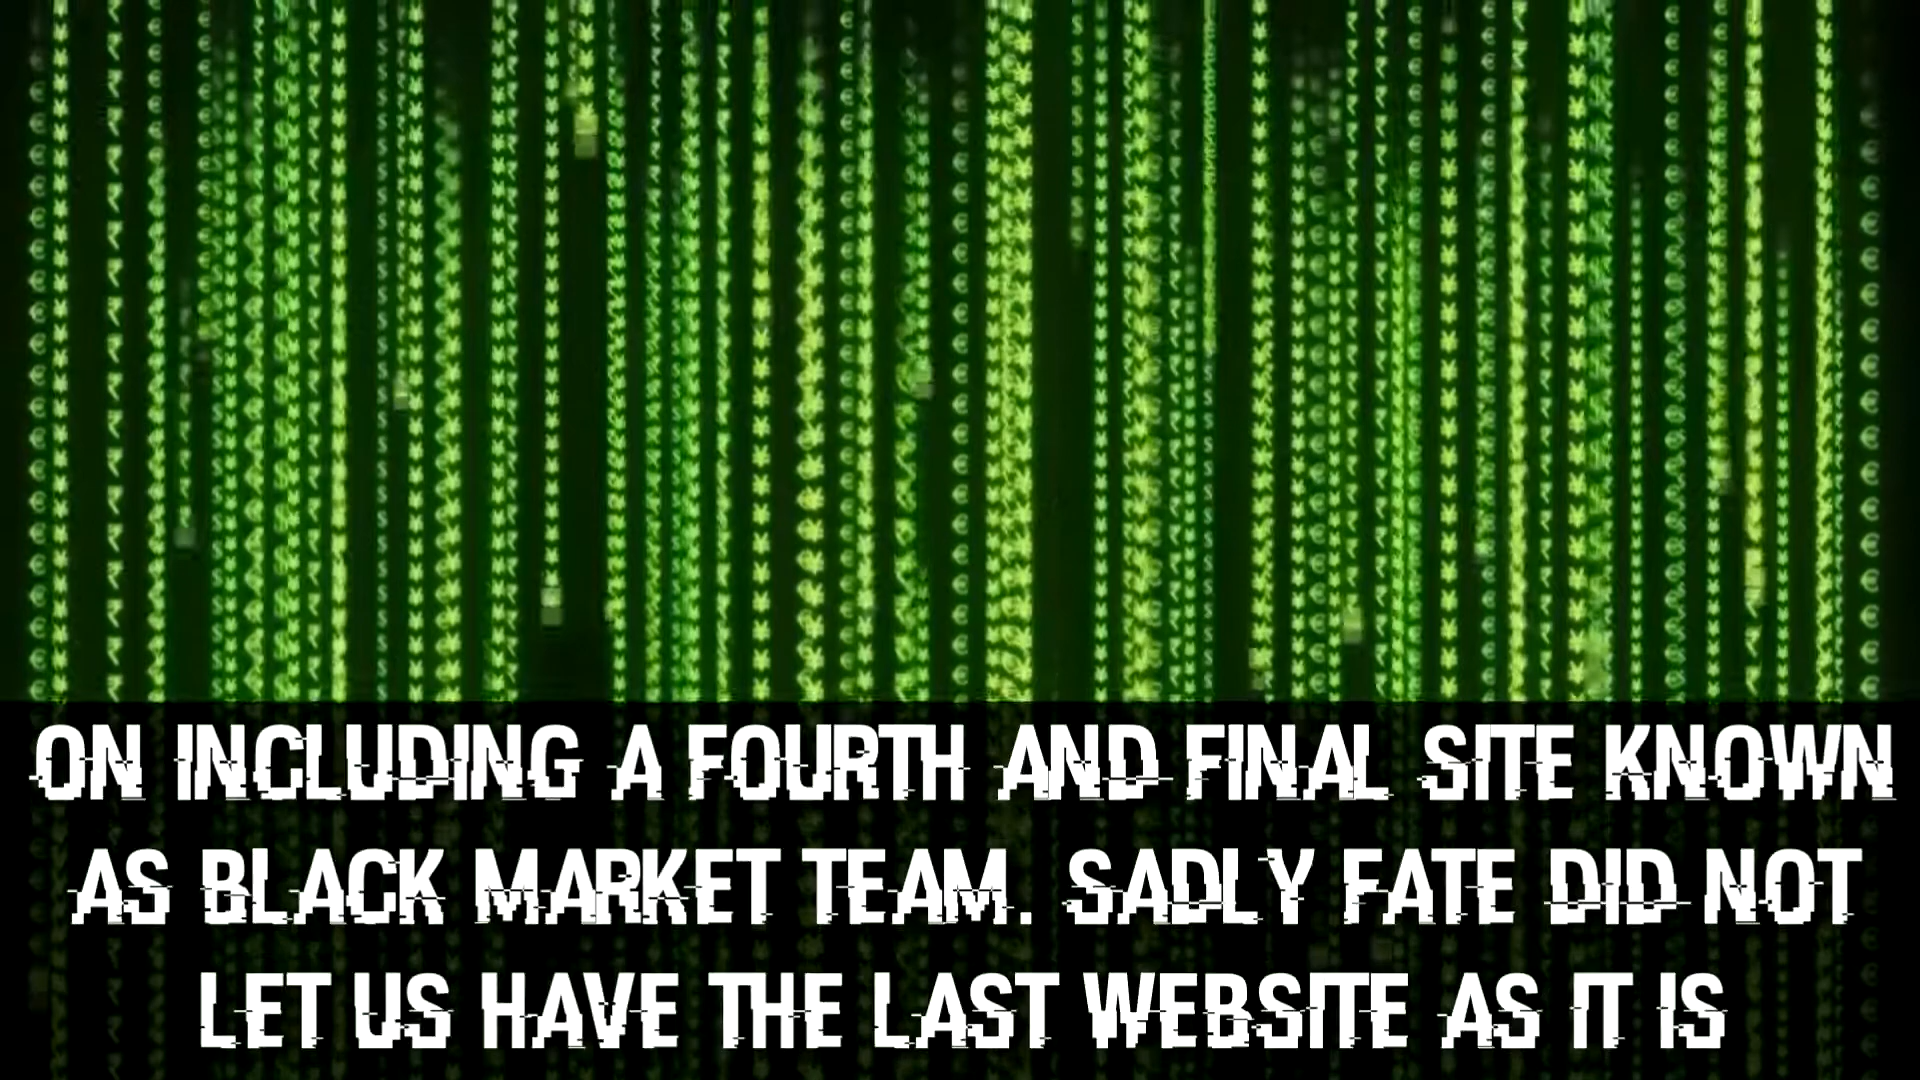 ON INCLUDING A FOURTH AND FINAL SITE KNOWN
AS BLACK MARKET TEAM. SADLY FATE DID NOT
LET US HAVE THE LAST WEBSITE AS IT IS